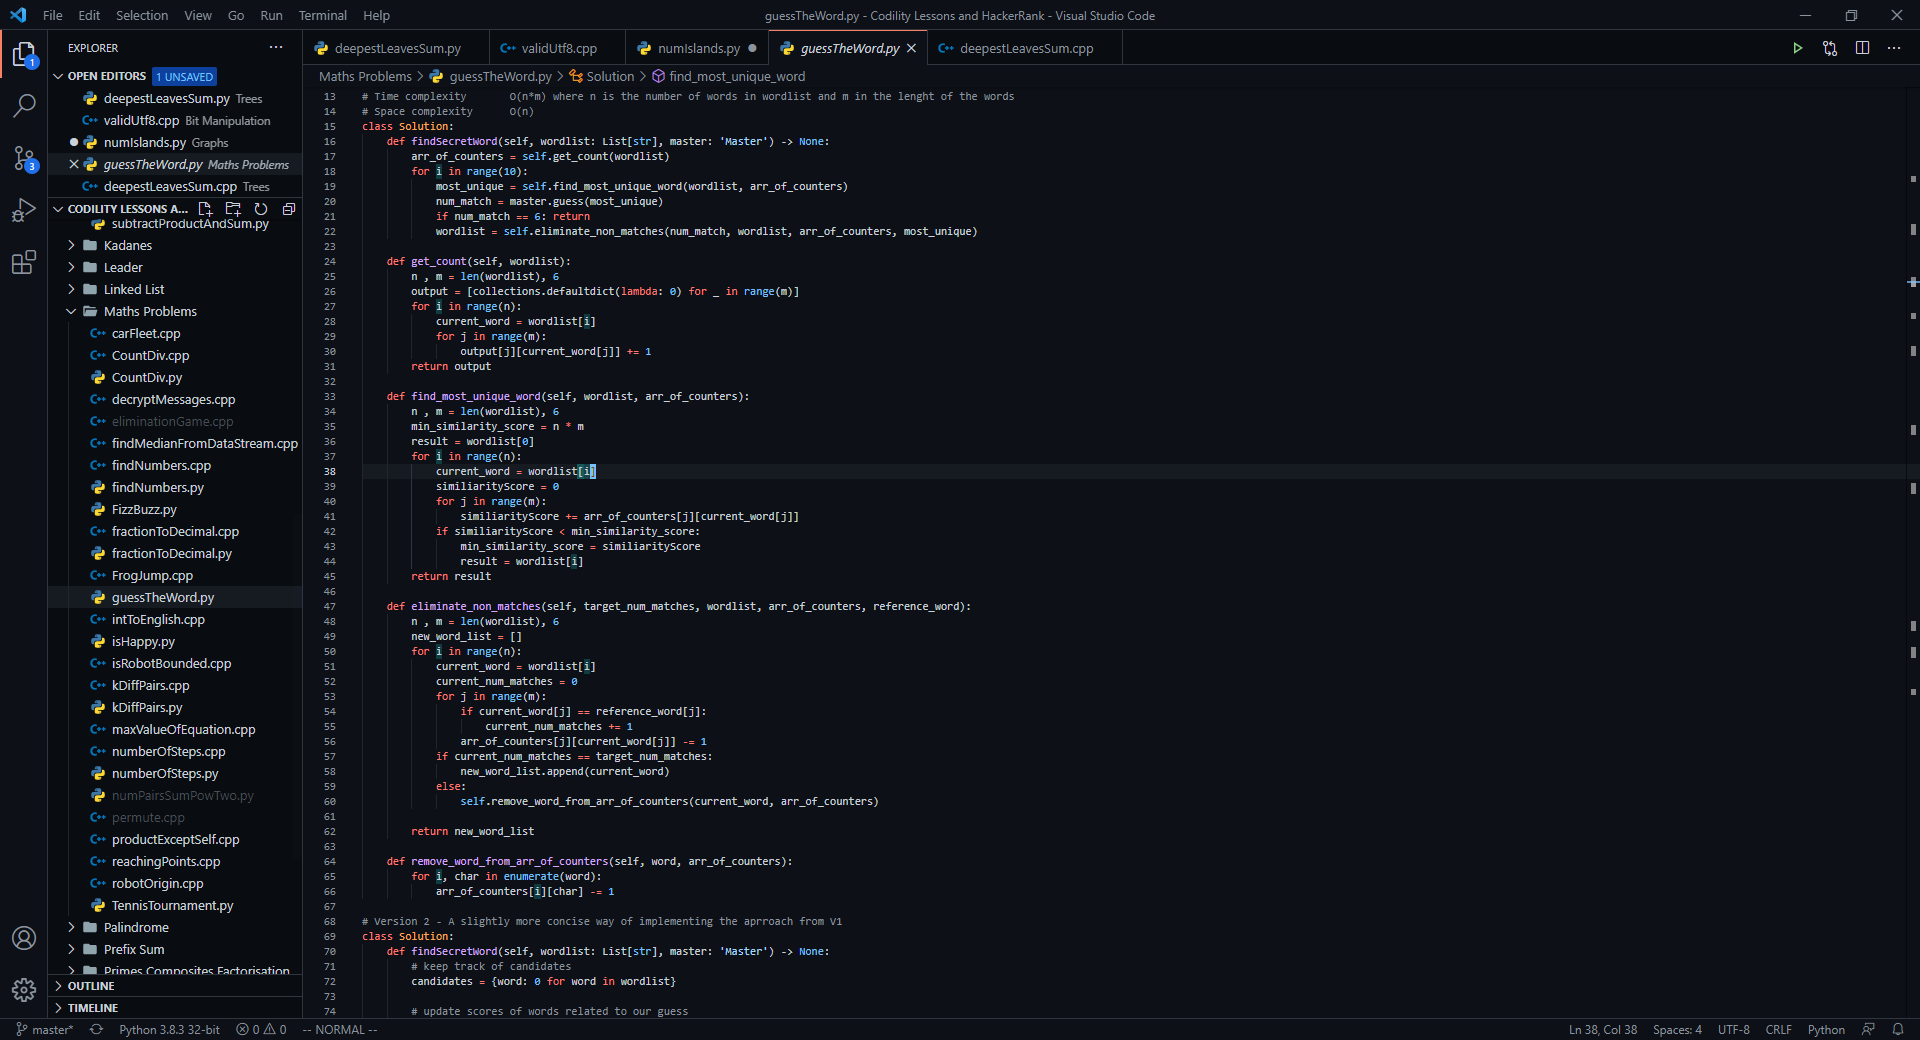 File Edit Selection View Go Run Terminal Help
guessTheWord.py - Codility Lessons and HackerRank - Visual Studio Code
EXPLORER
OPEN EDITORS 1 UNSAVED
deepestLeavesSum.py Trees
validUtf8.cpp Bit Manipulation
numIslands.py Graphs
guessTheWord.py Maths Problems
deepestLeavesSum.cpp Trees
CODILITY LESSONS A...
subtractProductAndSum.py
Kadanes
Leader
Linked List
Maths Problems
carFleet.cpp
CountDiv.cpp
CountDiv.py
decryptMessages.cpp
eliminationGame.cpp
findMedianFromDataStream.cpp
findNumbers.cpp
findNumbers.py
FizzBuzz.py
fractionToDecimal.cpp
fractionToDecimal.py
FrogJump.cpp
guessTheWord.py
intToEnglish.cpp
isHappy.py
isRobotBounded.cpp
kDiffPairs.cpp
kDiffPairs.py
maxValueOfEquation.cpp
numberOfSteps.cpp
numberOfSteps.py
numPairsSumPowTwo.py
permute.cpp
productExceptSelf.cpp
reachingPoints.cpp
robotOrigin.cpp
TennisTournament.py
Palindrome
Prefix Sum
Primes Composites Factorisation
OUTLINE
TIMELINE
deepestLeavesSum.py validUtf8.cpp numIslands.py guessTheWord.py deepestLeavesSum.cpp
Maths Problems > guessTheWord.py > Solution > find_most_unique_word
13 # Time complexity O(n*m) where n is the number of words in wordlist and m in the lenght of the words
14 # Space complexity O(n)
15 class Solution:
16 def findSecretWord(self, wordlist: List[str], master: 'Master') -> None:
17 arr_of_counters = self.get_count(wordlist)
18 for i in range(10):
19 most_unique = self.find_most_unique_word(wordlist, arr_of_counters)
20 num_match = master.guess(most_unique)
21 if num_match == 6: return
22 wordlist = self.eliminate_non_matches(num_match, wordlist, arr_of_counters, most_unique)
23
24 def get_count(self, wordlist):
25 n , m = len(wordlist), 6
26 output = [collections.defaultdict(lambda: 0) for _ in range(m)]
27 for i in range(n):
28 current_word = wordlist[i]
29 for j in range(m):
30 output[j][current_word[j]] += 1
31 return output
32
33 def find_most_unique_word(self, wordlist, arr_of_counters):
34 n , m = len(wordlist), 6
35 min_similarity_score = n * m
36 result = wordlist[0]
37 for i in range(n):
38 current_word = wordlist[i]
39 similiarityScore = 0
40 for j in range(m):
41 similiarityScore += arr_of_counters[j][current_word[j]]
42 if similiarityScore < min_similarity_score:
43 min_similarity_score = similiarityScore
44 result = wordlist[i]
45 return result
46
47 def eliminate_non_matches(self, target_num_matches, wordlist, arr_of_counters, reference_word):
48 n , m = len(wordlist), 6
49 new_word_list = []
50 for i in range(n):
51 current_word = wordlist[i]
52 current_num_matches = 0
53 for j in range(m):
54 if current_word[j] == reference_word[j]:
55 current_num_matches += 1
56 arr_of_counters[j][current_word[j]] -= 1
57 if current_num_matches == target_num_matches:
58 new_word_list.append(current_word)
59 else:
60 self.remove_word_from_arr_of_counters(current_word, arr_of_counters)
61
62 return new_word_list
63
64 def remove_word_from_arr_of_counters(self, word, arr_of_counters):
65 for i, char in enumerate(word):
66 arr_of_counters[i][char] -= 1
67
68 # Version 2 - A slightly more concise way of implementing the aprroach from V1
69 class Solution:
70 def findSecretWord(self, wordlist: List[str], master: 'Master') -> None:
71 # keep track of candidates
72 candidates = {word: 0 for word in wordlist}
73
74 # update scores of words related to our guess
master* Python 3.8.3 32-bit 0 0 -- NORMAL -- Ln 38, Col 38 Spaces: 4 UTF-8 CRLF Python